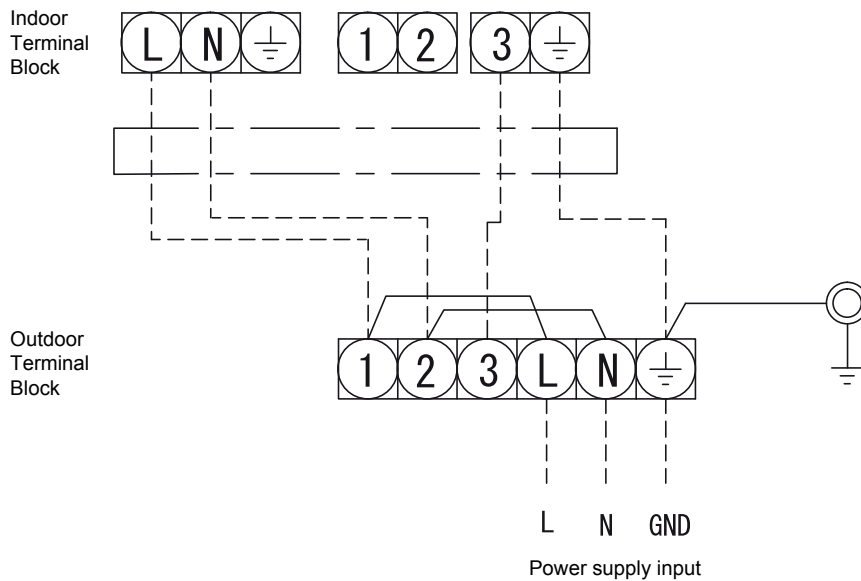 Indoor
Terminal
Block
L N 1 2 3
Outdoor
Terminal
Block
1 2 3 L N
L N GND
Power supply input